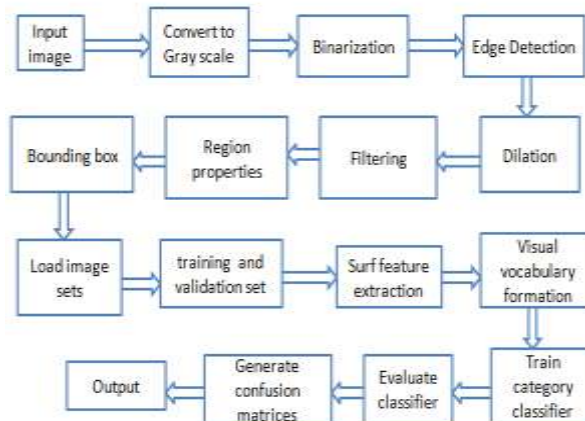 Input
image
Convert to
Gray scale
Binarization
Edge Detection
Dilation
Filtering
Region
properties
Bounding box
Load image
sets
training and
validation set
Surf feature
extraction
Visual
vocabulary
formation
Train
category
classifier
Evaluate
classifier
Generate
confusion
matrices
Output